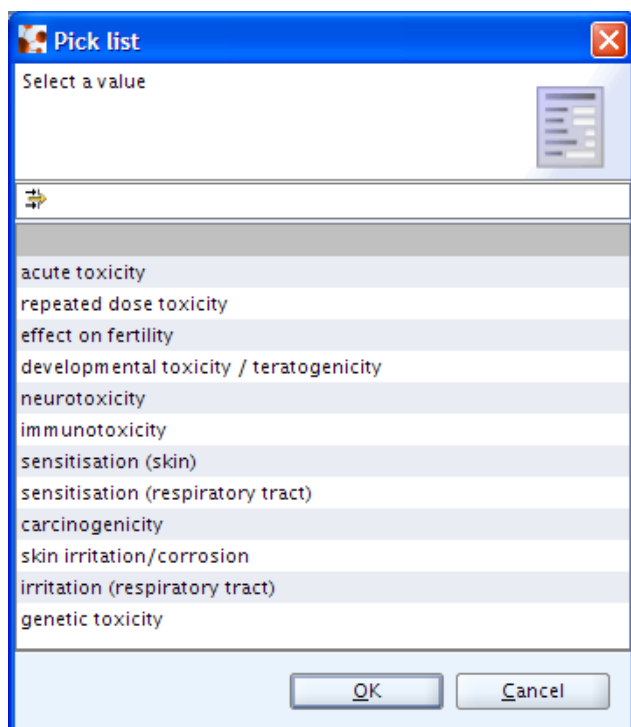 Pick list
Select a value
acute toxicity
repeated dose toxicity
effect on fertility
developmental toxicity / teratogenicity
neurotoxicity
immunotoxicity
sensitisation (skin)
sensitisation (respiratory tract)
carcinogenicity
skin irritation/corrosion
irritation (respiratory tract)
genetic toxicity
OK Cancel